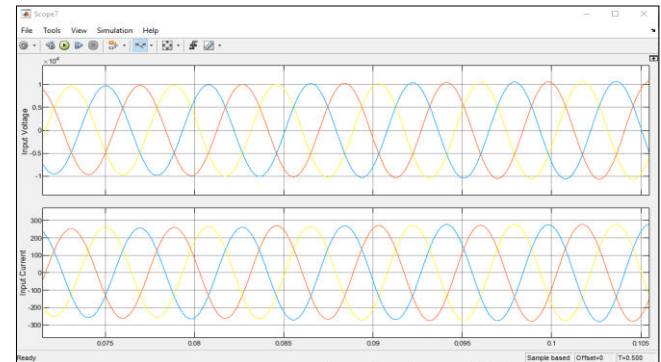 Scope7
File Tools View Simulation Help
×10⁴
1
0.5
0
-0.5
-1
Input Voltage
300
200
100
0
-100
-200
-300
Input Current
0.075 0.08 0.085 0.09 0.095 0.1 0.105
Ready Sample based Offset=0 T=0.500